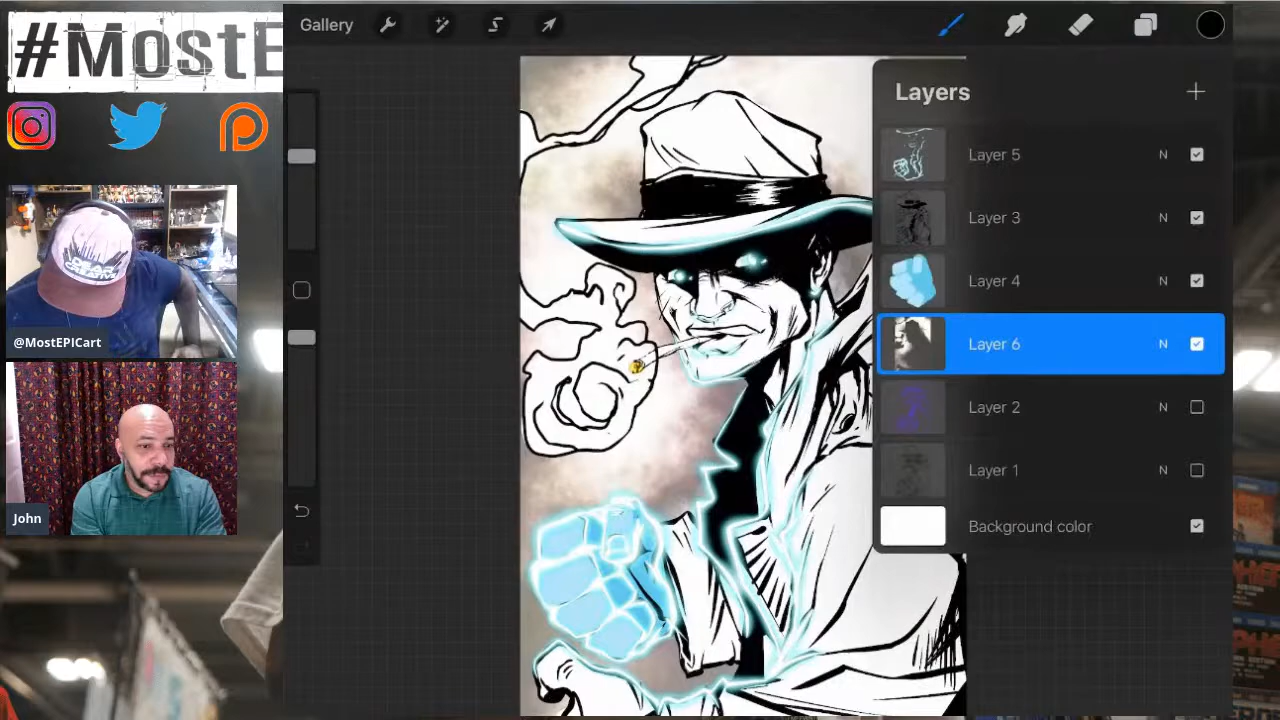 #MostE
Gallery
Layers
Layer 5 N
Layer 3 N
Layer 4 N
Layer 6 N
Layer 2 N
Layer 1 N
Background color
@MostEPICart
John